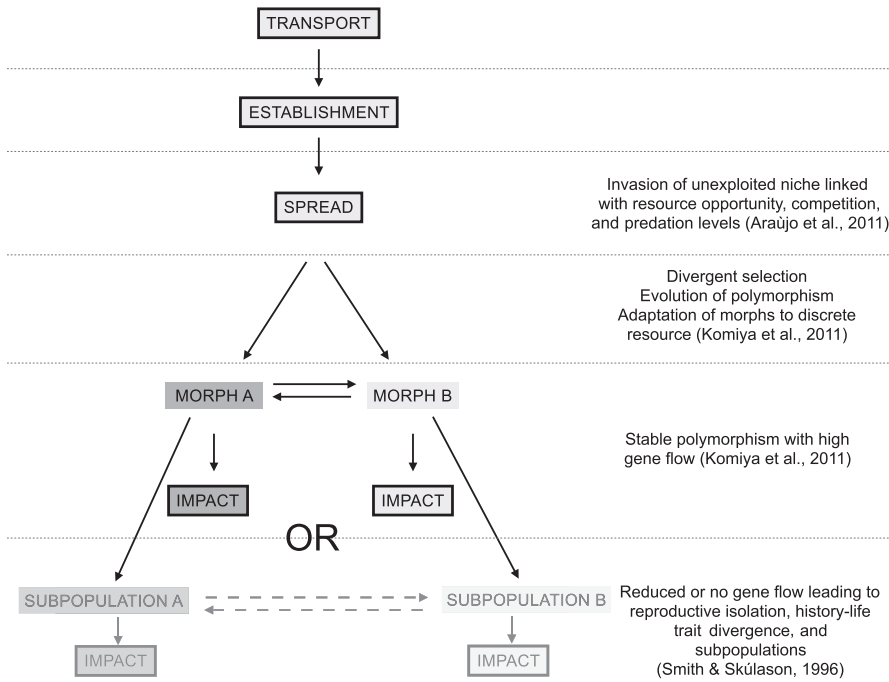 TRANSPORT
ESTABLISHMENT
SPREAD
Invasion of unexploited niche linked
with resource opportunity, competition,
and predation levels (Araùjo et al., 2011)
Divergent selection
Evolution of polymorphism
Adaptation of morphs to discrete
resource (Komiya et al., 2011)
MORPH A
MORPH B
Stable polymorphism with high
gene flow (Komiya et al., 2011)
IMPACT
IMPACT
OR
SUBPOPULATION A
SUBPOPULATION B
Reduced or no gene flow leading to
reproductive isolation, history-life
trait divergence, and
subpopulations
(Smith & Skúlason, 1996)
IMPACT
IMPACT